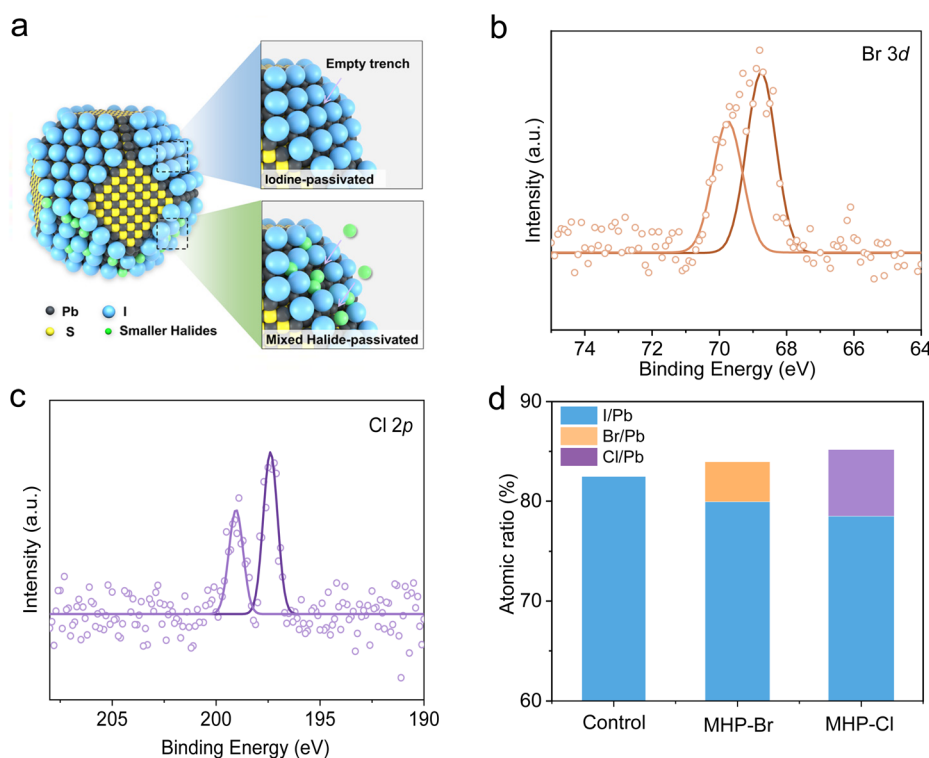 a
Empty trench
Iodine-passivated
Mixed Halide-passivated
Pb
I
S
Smaller Halides
b
Br 3d
Intensity (a.u.)
74
72
70
68
66
64
Binding Energy (eV)
c
Cl 2p
Intensity (a.u.)
205
200
195
190
Binding Energy (eV)
d
I/Pb
Br/Pb
Cl/Pb
Atomic ratio (%)
90
80
70
60
Control
MHP-Br
MHP-Cl